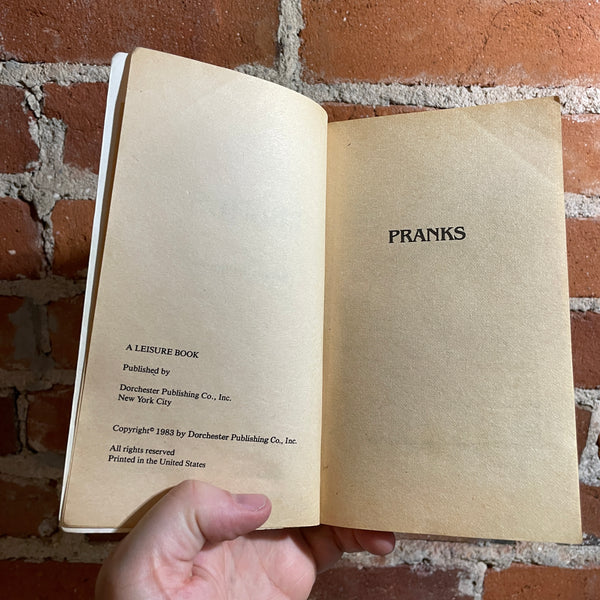 A LEISURE BOOK
Published by
Dorchester Publishing Co., Inc.
New York City
Copyright© 1983 by Dorchester Publishing Co., Inc.
All rights reserved
Printed in the United States
PRANKS